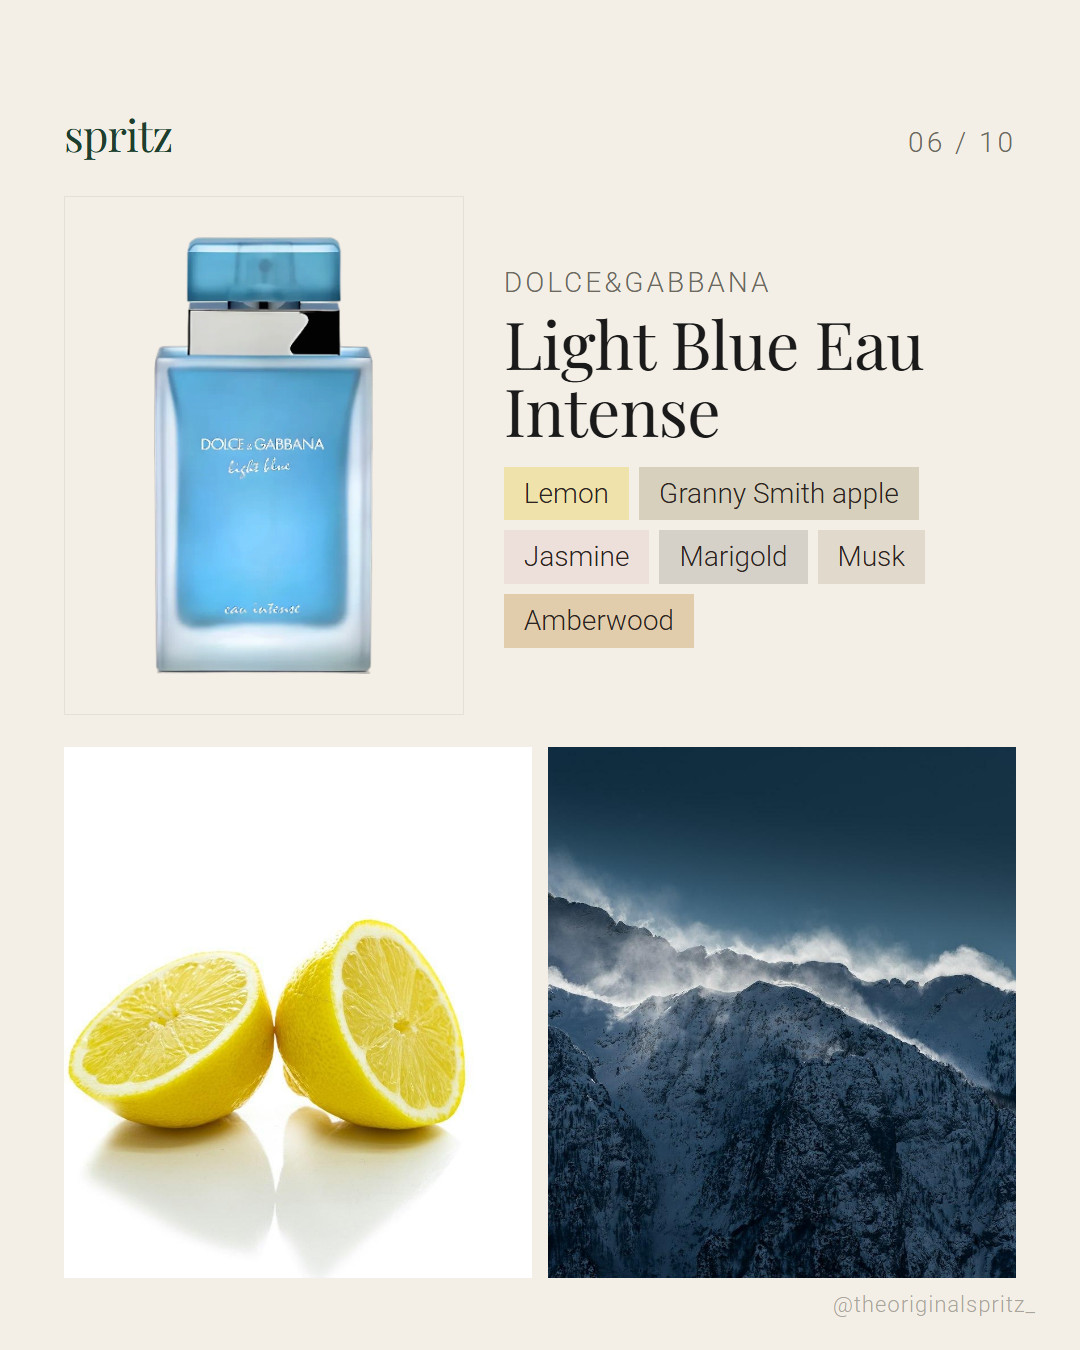 spritz
06 / 10
DOLCE&GABBANA
Light Blue Eau
Intense
Lemon
Granny Smith apple
Jasmine
Marigold
Musk
Amberwood
DOLCE&GABBANA
light blue
eau intense
@theoriginalspritz_